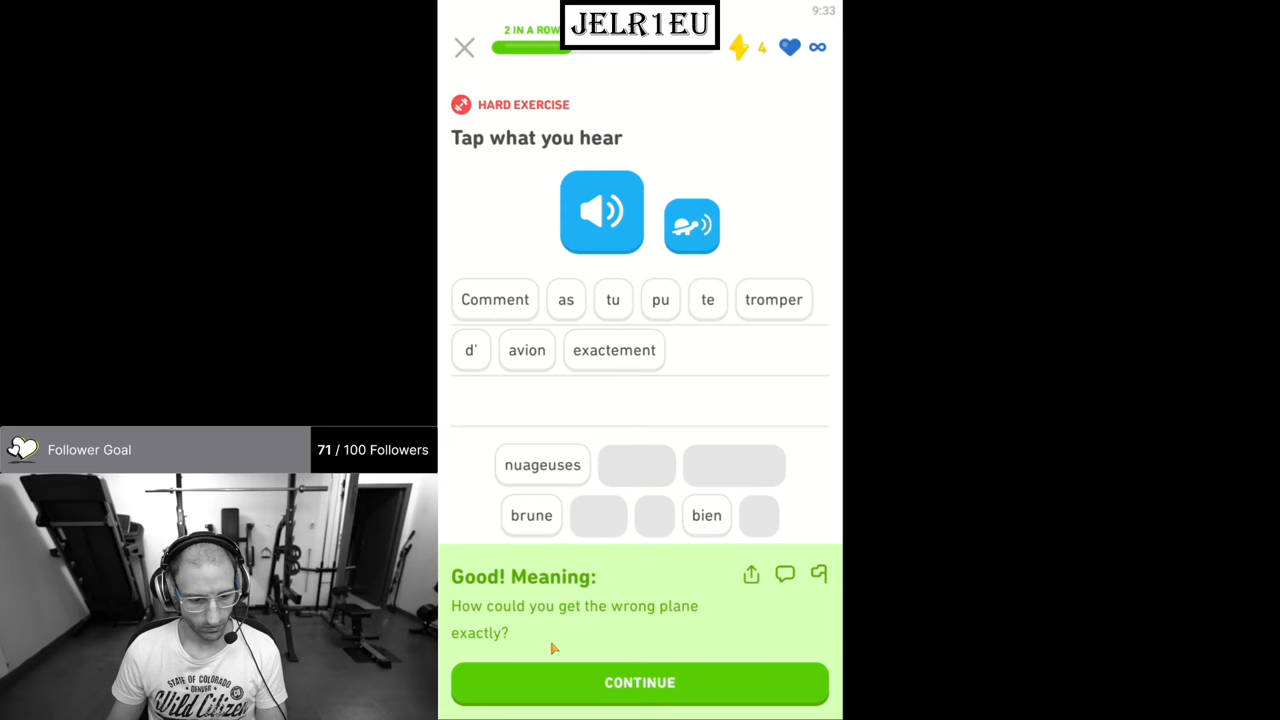 JELR1EU
9:33
2 IN A ROW
4
HARD EXERCISE
Tap what you hear
Comment as tu pu te tromper
d' avion exactement
nuageuses
brune bien
Good! Meaning:
How could you get the wrong plane
exactly?
CONTINUE
Follower Goal 71 / 100 Followers
STATE OF COLORADO
DENVER
Wild Citizen